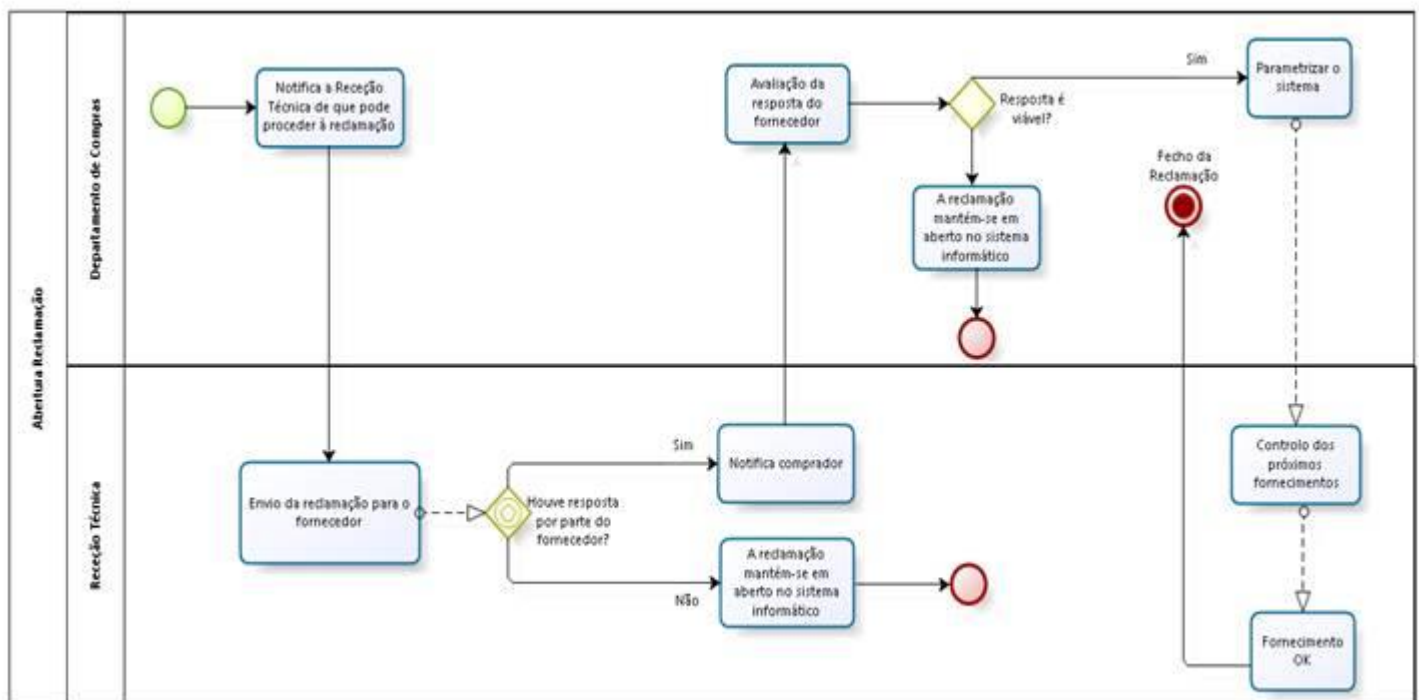 Abertura Reclamação
Departamento de Compras
Notifica a Receção
Técnica de que pode
proceder à reclamação
Avaliação da
resposta do
fornecedor
Resposta é
viável?
Sim
Parametrizar o
sistema
A reclamação
mantém-se em
aberto no sistema
informático
Fecho da
Reclamação
Receção Técnica
Envio da reclamação para o
fornecedor
Houve resposta
por parte do
fornecedor?
Sim
Notifica comprador
Não
A reclamação
mantém-se em
aberto no sistema
informático
Controlo dos
próximos
fornecimentos
Fornecimento
OK